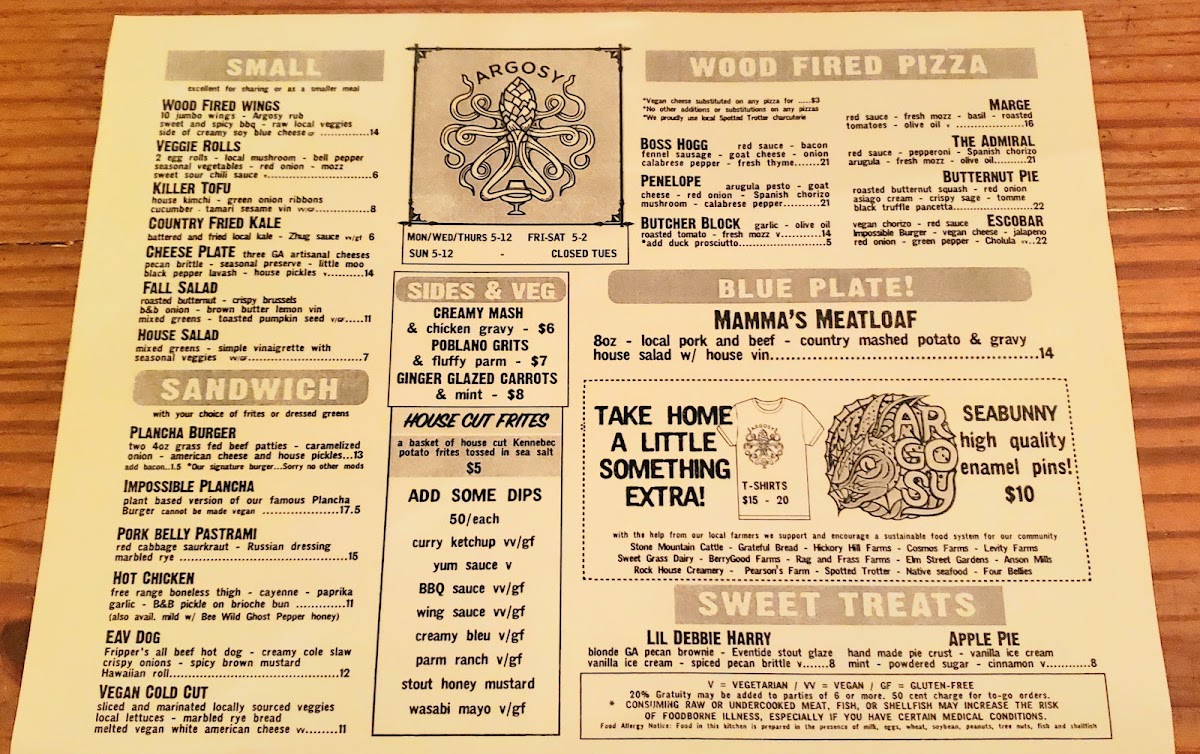 SMALL
excellent for sharing or as a smaller meal
WOOD FIRED WINGS
10 jumbo wings - Argosy rub
sweet and spicy bbq - raw local veggies
side of creamy soy blue cheese GF ..............14
VEGGIE ROLLS
2 egg rolls - local mushroom - bell pepper
seasonal vegetables - red onion - mozz
sweet sour chili sauce v........................6
KILLER TOFU
house kimchi - green onion ribbons
cucumber - tamari sesame vin vv/GF..............8
COUNTRY FRIED KALE
battered and fried local kale - Zhug sauce vv/gf 6
CHEESE PLATE three GA artisanal cheeses
pecan brittle - seasonal preserve - little moo
black pepper lavash - house pickles v..........14
FALL SALAD
roasted butternut - crispy brussels
b&b onion - brown butter lemon vin
mixed greens - toasted pumpkin seed v/GF.....11
HOUSE SALAD
mixed greens - simple vinaigrette with
seasonal veggies vv/GF..........................7
SANDWICH
with your choice of frites or dressed greens
PLANCHA BURGER
two 4oz grass fed beef patties - caramelized
onion - american cheese and house pickles...13
add bacon...1.5 *Our signature burger...Sorry no other mods
IMPOSSIBLE PLANCHA
plant based version of our famous Plancha
Burger cannot be made vegan ................17.5
PORK BELLY PASTRAMI
red cabbage saurkraut - Russian dressing
marbled rye ..................................15
HOT CHICKEN
free range boneless thigh - cayenne - paprika
garlic - B&B pickle on brioche bun ............11
(also avail. mild w/ Bee Wild Ghost Pepper honey)
EAV DOG
Fripper's all beef hot dog - creamy cole slaw
crispy onions - spicy brown mustard
Hawaiian roll..................................12
VEGAN COLD CUT
sliced and marinated locally sourced veggies
local lettuces - marbled rye bread
melted vegan white american cheese vv........11
ARGOSY
MON/WED/THURS 5-12 FRI-SAT 5-2
SUN 5-12 - CLOSED TUES
SIDES & VEG
CREAMY MASH
& chicken gravy - $6
POBLANO GRITS
& fluffy parm - $7
GINGER GLAZED CARROTS
& mint - $8
HOUSE CUT FRITES
a basket of house cut Kennebec
potato frites tossed in sea salt
$5
ADD SOME DIPS
50/each
curry ketchup vv/gf
yum sauce v
BBQ sauce vv/gf
wing sauce vv/gf
creamy bleu v/gf
parm ranch v/gf
stout honey mustard
wasabi mayo v/gf
WOOD FIRED PIZZA
*Vegan cheese substituted on any pizza for .....$3
*No other additions or substitutions on any pizzas
*We proudly use local Spotted Trotter charcuterie
BOSS HOGG red sauce - bacon
fennel sausage - goat cheese - onion
calabrese pepper - fresh thyme.......21
PENELOPE arugula pesto - goat
cheese - red onion - Spanish chorizo
mushroom - calabrese pepper.........21
BUTCHER BLOCK garlic - olive oil
roasted tomato - fresh mozz v...........14
*add duck prosciutto.....................5
MARGE
red sauce - fresh mozz - basil - roasted
tomatoes - olive oil v ..................16
THE ADMIRAL
red sauce - pepperoni - Spanish chorizo
arugula - fresh mozz - olive oil........21
BUTTERNUT PIE
roasted butternut squash - red onion
asiago cream - crispy sage - tomme
black truffle pancetta....................22
vegan chorizo - red sauce ESCOBAR
Impossible Burger - vegan cheese - jalapeno
red onion - green pepper - Cholula vv..22
BLUE PLATE!
MAMMA'S MEATLOAF
8oz - local pork and beef - country mashed potato & gravy
house salad w/ house vin..........................................14
TAKE HOME
A LITTLE
SOMETHING
EXTRA!
ARGOSY
T-SHIRTS
$15 - 20
ARGOSY
SEABUNNY
high quality
enamel pins!
$10
with the help from our local farmers we support and encourage a sustainable food system for our community
Stone Mountain Cattle - Grateful Bread - Hickory Hill Farms - Cosmos Farms - Levity Farms
Sweet Grass Dairy - BerryGood Farms - Rag and Frass Farms - Elm Street Gardens - Anson Mills
Rock House Creamery - Pearson's Farm - Spotted Trotter - Native seafood - Four Bellies
SWEET TREATS
LIL DEBBIE HARRY
blonde GA pecan brownie - Eventide stout glaze
vanilla ice cream - spiced pecan brittle v.......8
APPLE PIE
hand made pie crust - vanilla ice cream
mint - powdered sugar - cinnamon v...........8
V = VEGETARIAN / VV = VEGAN / GF = GLUTEN-FREE
20% Gratuity may be added to parties of 6 or more. 50 cent charge for to-go orders.
* CONSUMING RAW OR UNDERCOOKED MEAT, FISH, OR SHELLFISH MAY INCREASE THE RISK
OF FOODBORNE ILLNESS, ESPECIALLY IF YOU HAVE CERTAIN MEDICAL CONDITIONS.
Food Allergy Notice: Food in this kitchen is prepared in the presence of milk, eggs, wheat, soybean, peanuts, tree nuts, fish and shellfish